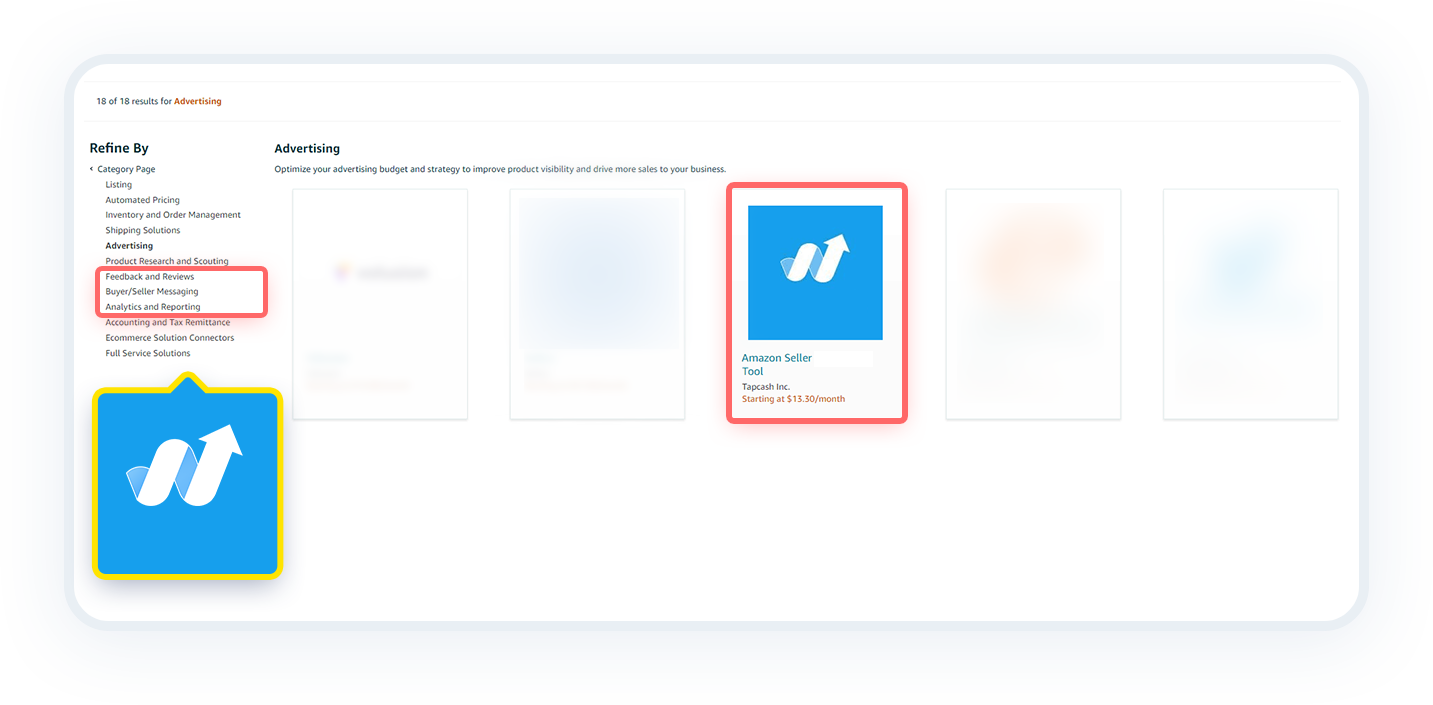 18 of 18 results for Advertising
Refine By
‹ Category Page
Listing
Automated Pricing
Inventory and Order Management
Shipping Solutions
Advertising
Product Research and Scouting
Feedback and Reviews
Buyer/Seller Messaging
Analytics and Reporting
Accounting and Tax Remittance
Ecommerce Solution Connectors
Full Service Solutions
Advertising
Optimize your advertising budget and strategy to improve product visibility and drive more sales to your business.
Amazon Seller
Tool
Tapcash Inc.
Starting at $13.30/month